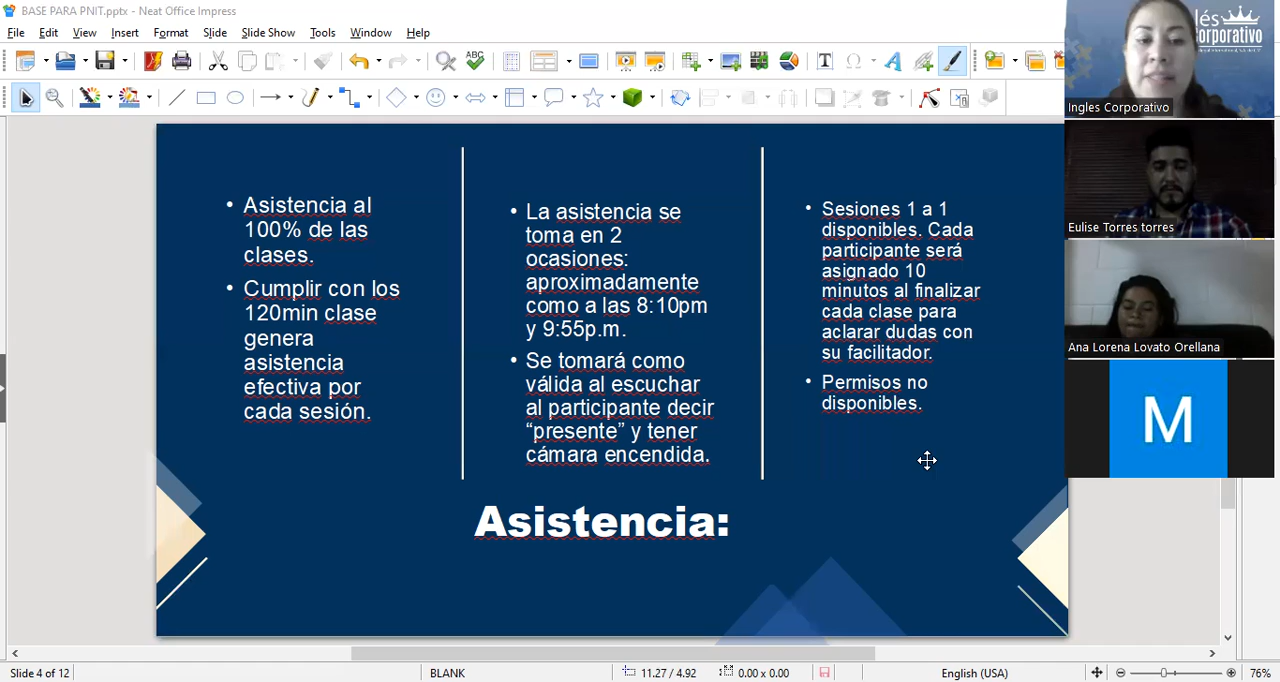 BASE PARA PNIT.pptx - Neat Office Impress
File Edit View Insert Format Slide Slide Show Tools Window Help
és
orporativo
Ingles Corporativo
Eulise Torres torres
Ana Lorena Lovato Orellana
M
• Asistencia al
100% de las
clases.
• Cumplir con los
120min clase
genera
asistencia
efectiva por
cada sesión.
• La asistencia se
toma en 2
ocasiones:
aproximadamente
como a las 8:10pm
y 9:55p.m.
• Se tomará como
válida al escuchar
al participante decir
“presente” y tener
cámara encendida.
• Sesiones 1 a 1
disponibles. Cada
participante será
asignado 10
minutos al finalizar
cada clase para
aclarar dudas con
su facilitador.
• Permisos no
disponibles.
Asistencia:
Slide 4 of 12 BLANK 11.27 / 4.92 0.00 x 0.00 English (USA) 76%